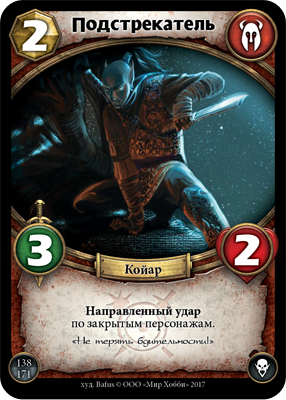 2
Подстрекатель
3
2
Койар
Направленный удар
по закрытым персонажам.
«Не терять бдительности!»
138
171
худ. Bafus © ООО «Мир Хобби» 2017